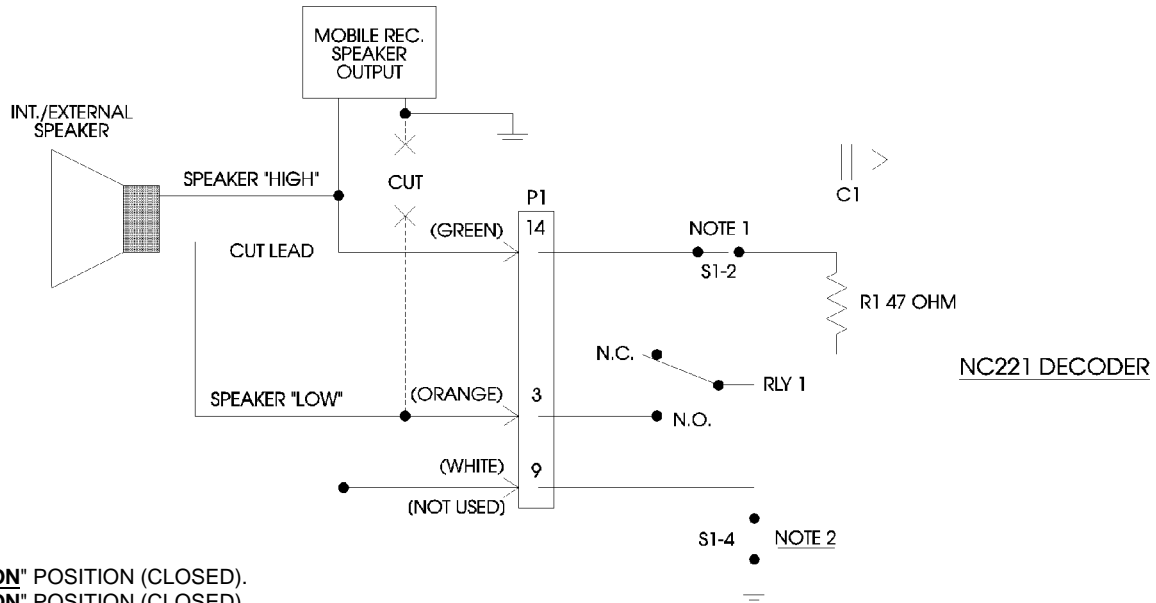 MOBILE REC.
SPEAKER
OUTPUT
INT./EXTERNAL
SPEAKER
SPEAKER "HIGH"
CUT
C1
P1
(GREEN)
14
NOTE 1
CUT LEAD
S1-2
R1 47 OHM
N.C.
NC221 DECODER
RLY 1
SPEAKER "LOW"
(ORANGE)
3
N.O.
(WHITE)
9
(NOT USED)
S1-4
NOTE 2
ON" POSITION (CLOSED).
ON" POSITION (CLOSED)